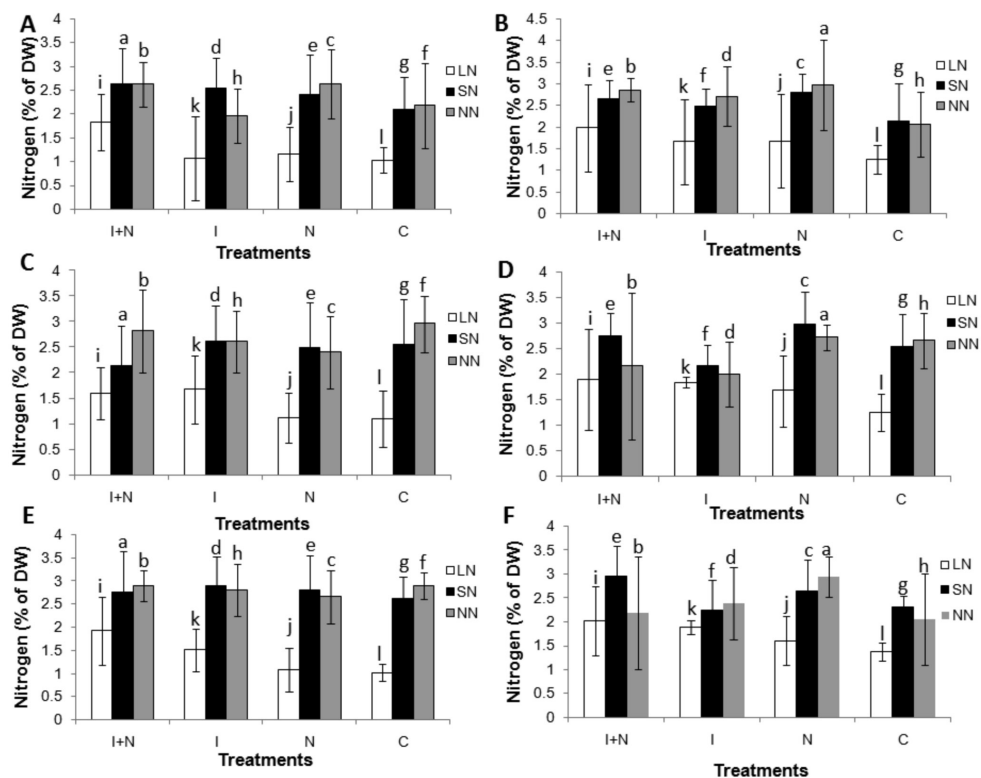 A
Nitrogen (% of DW)
4
3.5
3
2.5
2
1.5
1
0.5
0
i a b
k d h
j e c
l g f
LN
SN
NN
I+N I N C
Treatments
B
Nitrogen (% of DW)
4.5
4
3.5
3
2.5
2
1.5
1
0.5
0
i e b
k f d
j c a
l g h
LN
SN
NN
I+N I N C
Treatments
C
Nitrogen (% of DW)
4
3.5
3
2.5
2
1.5
1
0.5
0
i a b
k d h
j e c
l g f
LN
SN
NN
I+N I N C
Treatments
D
Nitrogen (% of DW)
4
3.5
3
2.5
2
1.5
1
0.5
0
i e b
k f d
j c a
l g h
LN
SN
NN
I+N I N C
Treatments
E
Nitrogen (% of DW)
4
3.5
3
2.5
2
1.5
1
0.5
0
i a b
k d h
j e c
l g f
LN
SN
NN
I+N I N C
Treatments
F
Nitrogen (% of DW)
4
3.5
3
2.5
2
1.5
1
0.5
0
i e b
k f d
j c a
l g h
LN
SN
NN
I+N I N C
Treatments